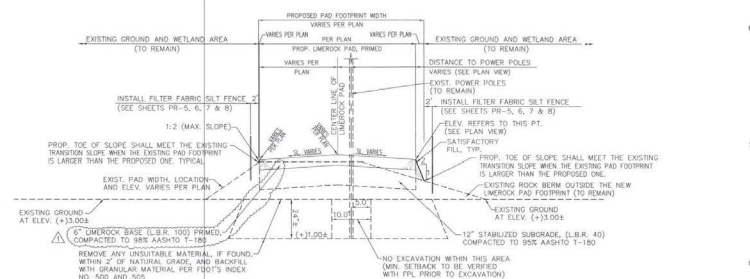 PROPOSED PAD FOOTPRINT WIDTH
VARIES PER PLAN
EXISTING GROUND AND WETLAND AREA
(TO REMAIN)
VARIES PER PLAN
PER PLAN
VARIES PER PLAN
EXISTING GROUND AND WETLAND AREA
(TO REMAIN)
PROP. LIMEROCK PAD, PRIMED
VARIES PER
PLAN
DISTANCE TO POWER POLES
VARIES (SEE PLAN VIEW)
CENTER LINE OF
LIMEROCK PAD
EXIST. POWER POLES
(TO REMAIN)
INSTALL FILTER FABRIC SILT FENCE
(SEE SHEETS PR-5, 6, 7 & 8)
2'
2'
INSTALL FILTER FABRIC SILT FENCE
(SEE SHEETS PR-5, 6, 7 & 8)
1:2 (MAX. SLOPE)
ELEV. REFERS TO THIS PT.
(SEE PLAN VIEW)
SATISFACTORY
FILL, TYP.
PROP. TOE OF SLOPE SHALL MEET THE EXISTING
TRANSITION SLOPE WHEN THE EXISTING PAD FOOTPRINT
IS LARGER THAN THE PROPOSED ONE. TYPICAL
SL. VARIES
SL. VARIES
PROP. TOE OF SLOPE SHALL MEET THE EXISTING
TRANSITION SLOPE WHEN THE EXISTING PAD FOOTPRINT
IS LARGER THAN THE PROPOSED ONE.
EXIST. PAD WIDTH, LOCATION
AND ELEV. VARIES PER PLAN
EXISTING ROCK BERM OUTSIDE THE NEW
LIMEROCK PAD FOOTPRINT (TO REMAIN)
EXISTING GROUND
AT ELEV. (+)3.00±
24"±
5.0'
10.0'
(+)1.00±
EXISTING GROUND
AT ELEV. (+)3.00±
6" LIMEROCK BASE (L.B.R. 100) PRIMED,
COMPACTED TO 98% AASHTO T-180
12" STABILIZED SUBGRADE, (L.B.R. 40)
COMPACTED TO 95% AASHTO T-180
REMOVE ANY UNSUITABLE MATERIAL, IF FOUND,
WITHIN 2' OF NATURAL GRADE, AND BACKFILL
WITH GRANULAR MATERIAL PER FDOT'S INDEX
NO. 500 AND 505
NO EXCAVATION WITHIN THIS AREA
(MIN. SETBACK TO BE VERIFIED
WITH FPL PRIOR TO EXCAVATION)